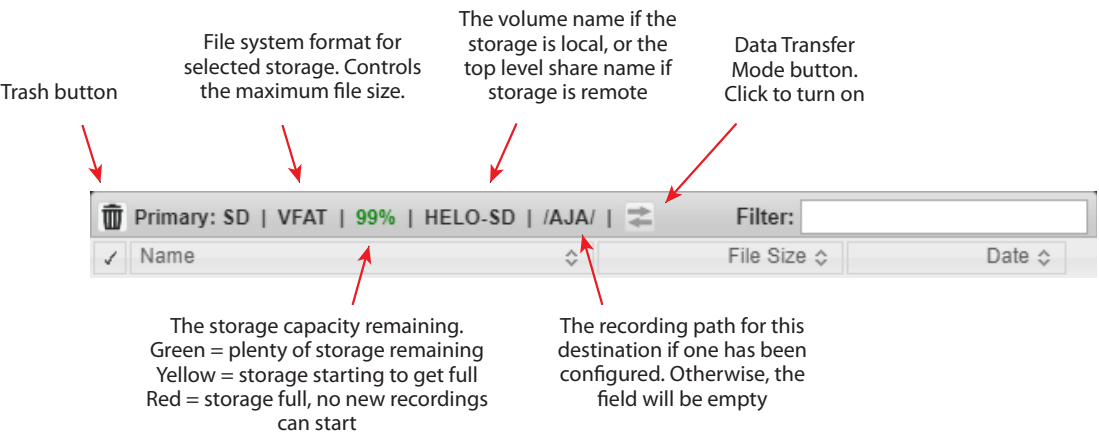 The volume name if the
storage is local, or the
top level share name if
storage is remote
File system format for
selected storage. Controls
the maximum file size.
Data Transfer
Mode button.
Click to turn on
Trash button
Primary: SD | VFAT | 99% | HELO-SD | /AJA/ | Filter:
✓ Name File Size Date
The storage capacity remaining.
Green = plenty of storage remaining
Yellow = storage starting to get full
Red = storage full, no new recordings
can start
The recording path for this
destination if one has been
configured. Otherwise, the
field will be empty